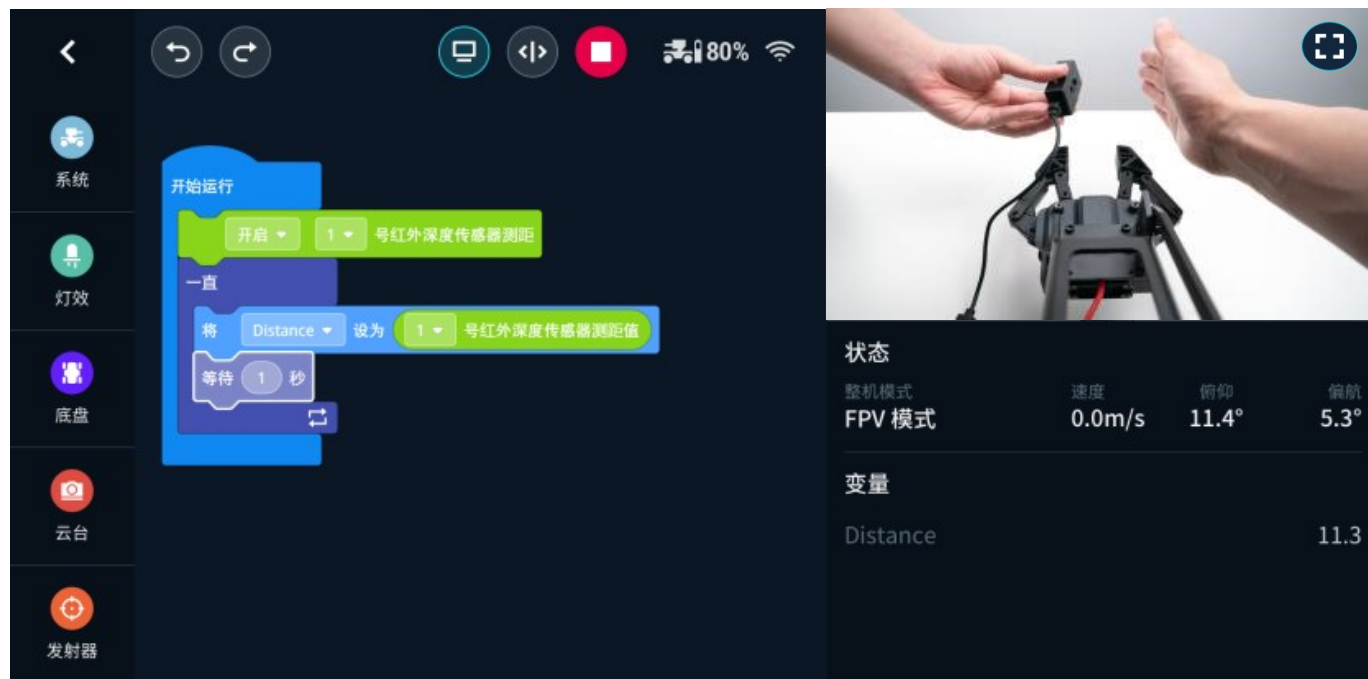 80%
系统
灯效
底盘
云台
发射器
开始运行
开启 1 号红外深度传感器测距
一直
将 Distance 设为 1 号红外深度传感器测距值
等待 1 秒
状态
整机模式 速度 俯仰 偏航
FPV 模式 0.0m/s 11.4° 5.3°
变量
Distance 11.3